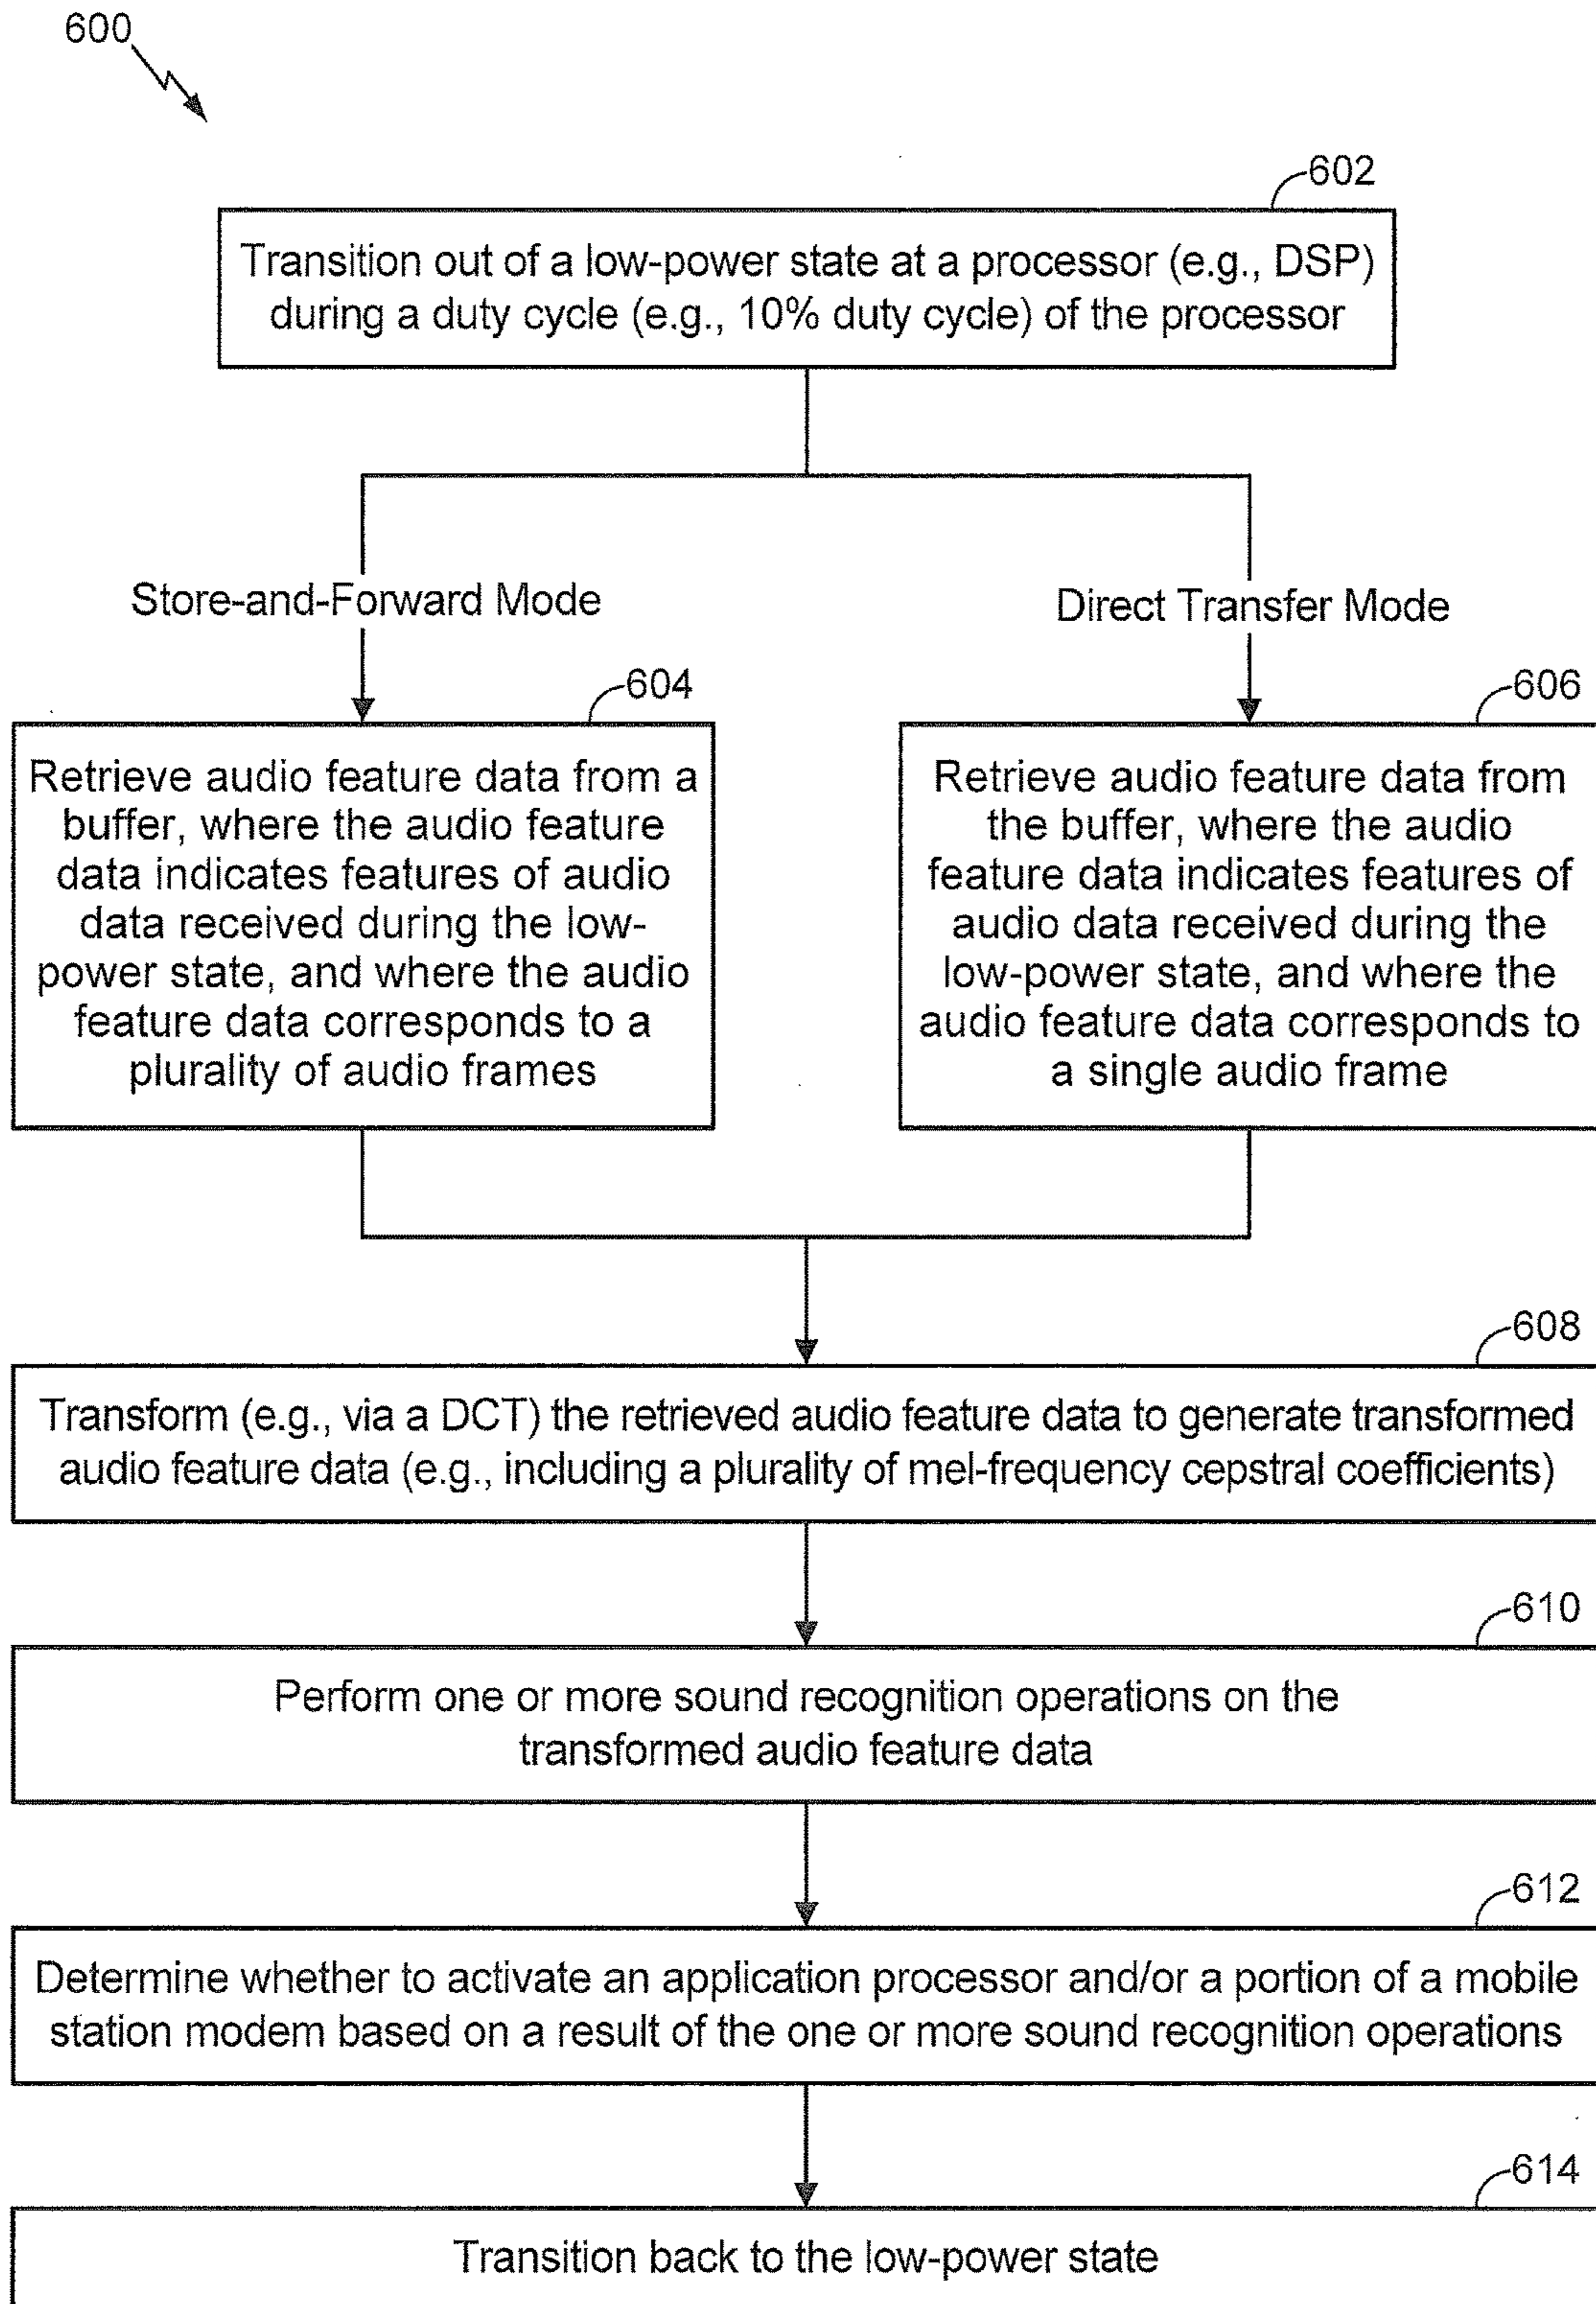 600
602
Transition out of a low-power state at a processor (e.g., DSP)
during a duty cycle (e.g., 10% duty cycle) of the processor
Store-and-Forward Mode
Direct Transfer Mode
604
Retrieve audio feature data from a
buffer, where the audio feature
data indicates features of audio
data received during the low-
power state, and where the audio
feature data corresponds to a
plurality of audio frames
606
Retrieve audio feature data from
the buffer, where the audio
feature data indicates features of
audio data received during the
low-power state, and where the
audio feature data corresponds to
a single audio frame
608
Transform (e.g., via a DCT) the retrieved audio feature data to generate transformed
audio feature data (e.g., including a plurality of mel-frequency cepstral coefficients)
610
Perform one or more sound recognition operations on the
transformed audio feature data
612
Determine whether to activate an application processor and/or a portion of a mobile
station modem based on a result of the one or more sound recognition operations
614
Transition back to the low-power state